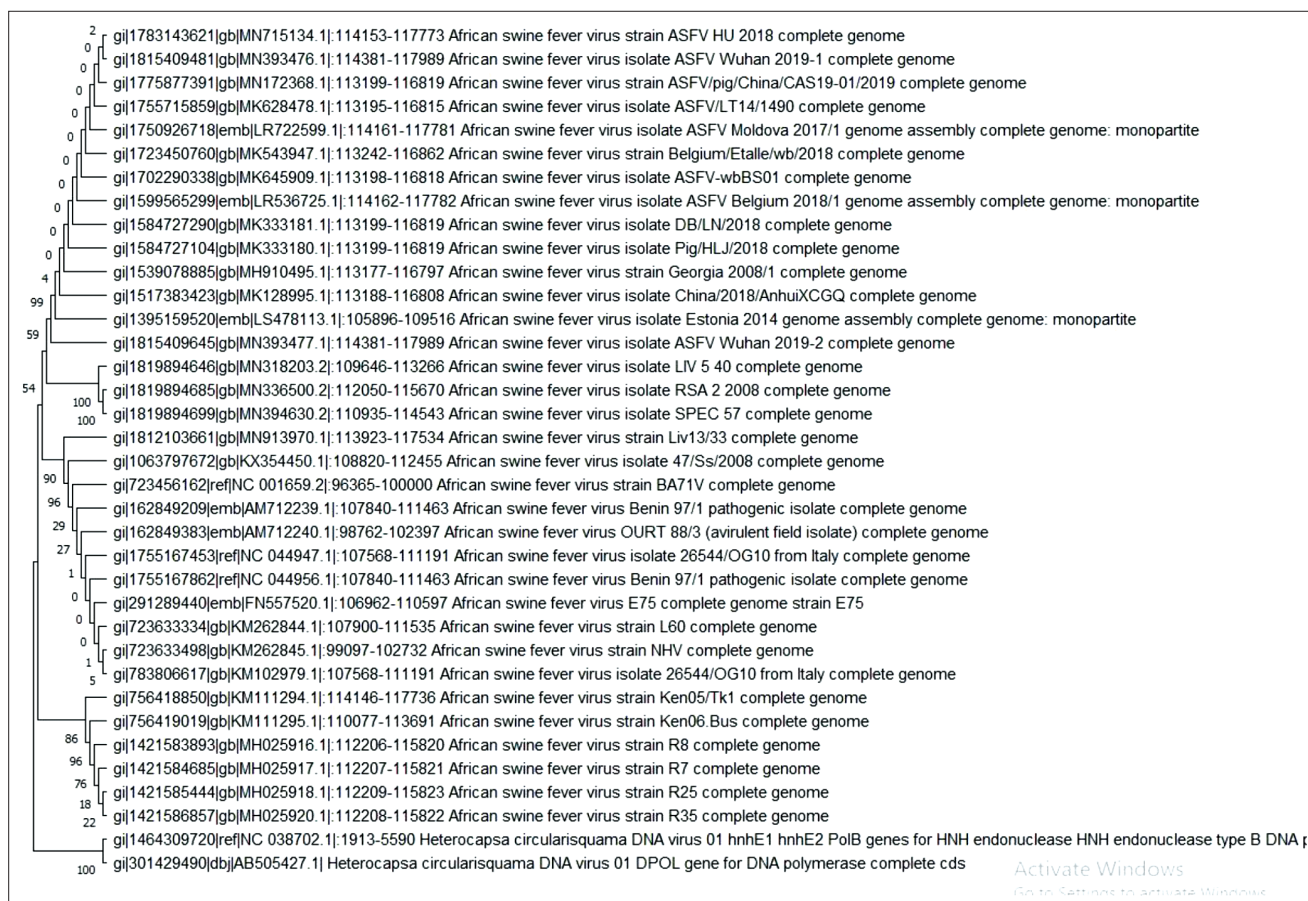 2 gi|1783143621|gb|MN715134.1|:114153-117773 African swine fever virus strain ASFV HU 2018 complete genome
0
gi|1815409481|gb|MN393476.1|:114381-117989 African swine fever virus isolate ASFV Wuhan 2019-1 complete genome
0
gi|1775877391|gb|MN172368.1|:113199-116819 African swine fever virus strain ASFV/pig/China/CAS19-01/2019 complete genome
0
gi|1755715859|gb|MK628478.1|:113195-116815 African swine fever virus isolate ASFV/LT14/1490 complete genome
0
gi|1750926718|emb|LR722599.1|:114161-117781 African swine fever virus isolate ASFV Moldova 2017/1 genome assembly complete genome: monopartite
0
gi|1723450760|gb|MK543947.1|:113242-116862 African swine fever virus strain Belgium/Etalle/wb/2018 complete genome
0
gi|1702290338|gb|MK645909.1|:113198-116818 African swine fever virus isolate ASFV-wbBS01 complete genome
0
gi|1599565299|emb|LR536725.1|:114162-117782 African swine fever virus isolate ASFV Belgium 2018/1 genome assembly complete genome: monopartite
0
gi|1584727290|gb|MK333181.1|:113199-116819 African swine fever virus isolate DB/LN/2018 complete genome
0
gi|1584727104|gb|MK333180.1|:113199-116819 African swine fever virus isolate Pig/HLJ/2018 complete genome
0
gi|1539078885|gb|MH910495.1|:113177-116797 African swine fever virus strain Georgia 2008/1 complete genome
4
gi|1517383423|gb|MK128995.1|:113188-116808 African swine fever virus isolate China/2018/AnhuiXCGQ complete genome
99
gi|1395159520|emb|LS478113.1|:105896-109516 African swine fever virus isolate Estonia 2014 genome assembly complete genome: monopartite
59
gi|1815409645|gb|MN393477.1|:114381-117989 African swine fever virus isolate ASFV Wuhan 2019-2 complete genome
gi|1819894646|gb|MN318203.2|:109646-113266 African swine fever virus isolate LIV 5 40 complete genome
54
gi|1819894685|gb|MN336500.2|:112050-115670 African swine fever virus isolate RSA 2 2008 complete genome
100
gi|1819894699|gb|MN394630.2|:110935-114543 African swine fever virus isolate SPEC 57 complete genome
100
gi|1812103661|gb|MN913970.1|:113923-117534 African swine fever virus strain Liv13/33 complete genome
gi|1063797672|gb|KX354450.1|:108820-112455 African swine fever virus isolate 47/Ss/2008 complete genome
90
gi|723456162|ref|NC 001659.2|:96365-100000 African swine fever virus strain BA71V complete genome
96
gi|162849209|emb|AM712239.1|:107840-111463 African swine fever virus Benin 97/1 pathogenic isolate complete genome
29
gi|162849383|emb|AM712240.1|:98762-102397 African swine fever virus OURT 88/3 (avirulent field isolate) complete genome
27
gi|1755167453|ref|NC 044947.1|:107568-111191 African swine fever virus isolate 26544/OG10 from Italy complete genome
1
gi|1755167862|ref|NC 044956.1|:107840-111463 African swine fever virus Benin 97/1 pathogenic isolate complete genome
0
gi|291289440|emb|FN557520.1|:106962-110597 African swine fever virus E75 complete genome strain E75
0
gi|723633334|gb|KM262844.1|:107900-111535 African swine fever virus strain L60 complete genome
0
gi|723633498|gb|KM262845.1|:99097-102732 African swine fever virus strain NHV complete genome
1
gi|783806617|gb|KM102979.1|:107568-111191 African swine fever virus isolate 26544/OG10 from Italy complete genome
5
gi|756418850|gb|KM111294.1|:114146-117736 African swine fever virus strain Ken05/Tk1 complete genome
gi|756419019|gb|KM111295.1|:110077-113691 African swine fever virus strain Ken06.Bus complete genome
86
gi|1421583893|gb|MH025916.1|:112206-115820 African swine fever virus strain R8 complete genome
96
gi|1421584685|gb|MH025917.1|:112207-115821 African swine fever virus strain R7 complete genome
76
gi|1421585444|gb|MH025918.1|:112209-115823 African swine fever virus strain R25 complete genome
18
gi|1421586857|gb|MH025920.1|:112208-115822 African swine fever virus strain R35 complete genome
22
gi|1464309720|ref|NC 038702.1|:1913-5590 Heterocapsa circularisquama DNA virus 01 hnhE1 hnhE2 PolB genes for HNH endonuclease HNH endonuclease type B DNA
gi|301429490|dbj|AB505427.1| Heterocapsa circularisquama DNA virus 01 DPOL gene for DNA polymerase complete cds
100
Activate Windows
Go to Settings to activate Windows